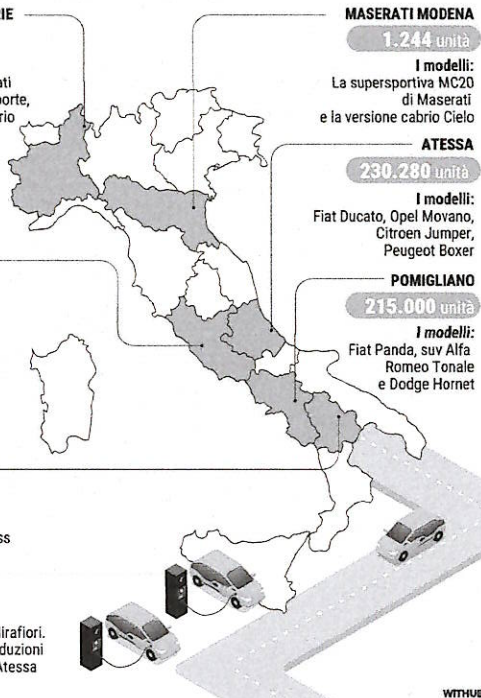 RIE
ati
porte,
rio
MASERATI MODENA
1.244 unità
I modelli:
La supersportiva MC20
di Maserati
e la versione cabrio Cielo
ATESSA
230.280 unità
I modelli:
Fiat Ducato, Opel Movano,
Citroen Jumper,
Peugeot Boxer
POMIGLIANO
215.000 unità
I modelli:
Fiat Panda, suv Alfa
Romeo Tonale
e Dodge Hornet
ss
irafiori.
duzioni
Atessa
WITHUB